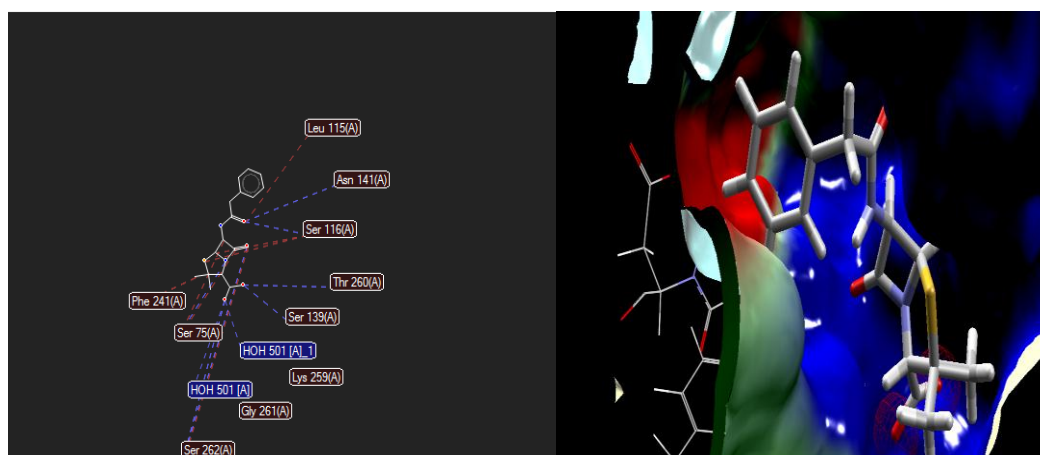 Leu 115(A)
Asn 141(A)
Ser 116(A)
Thr 260(A)
Phe 241(A)
Ser 139(A)
Ser 75(A)
HOH 501 [A]_1
Lys 259(A)
HOH 501 [A]
Gly 261(A)
Ser 262(A)